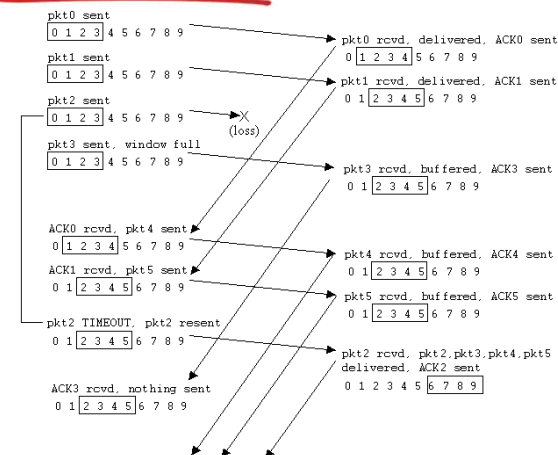 pkt0 sent
0 1 2 3 4 5 6 7 8 9
pkt0 rcvd, delivered, ACK0 sent
0 1 2 3 4 5 6 7 8 9
pkt1 sent
0 1 2 3 4 5 6 7 8 9
pkt1 rcvd, delivered, ACK1 sent
0 1 2 3 4 5 6 7 8 9
pkt2 sent
0 1 2 3 4 5 6 7 8 9
X
(loss)
pkt3 sent, window full
0 1 2 3 4 5 6 7 8 9
pkt3 rcvd, buffered, ACK3 sent
0 1 2 3 4 5 6 7 8 9
ACK0 rcvd, pkt4 sent
0 1 2 3 4 5 6 7 8 9
pkt4 rcvd, buffered, ACK4 sent
0 1 2 3 4 5 6 7 8 9
ACK1 rcvd, pkt5 sent
0 1 2 3 4 5 6 7 8 9
pkt5 rcvd, buffered, ACK5 sent
0 1 2 3 4 5 6 7 8 9
pkt2 TIMEOUT, pkt2 resent
0 1 2 3 4 5 6 7 8 9
pkt2 rcvd, pkt2,pkt3,pkt4,pkt5
delivered, ACK2 sent
0 1 2 3 4 5 6 7 8 9
ACK3 rcvd, nothing sent
0 1 2 3 4 5 6 7 8 9